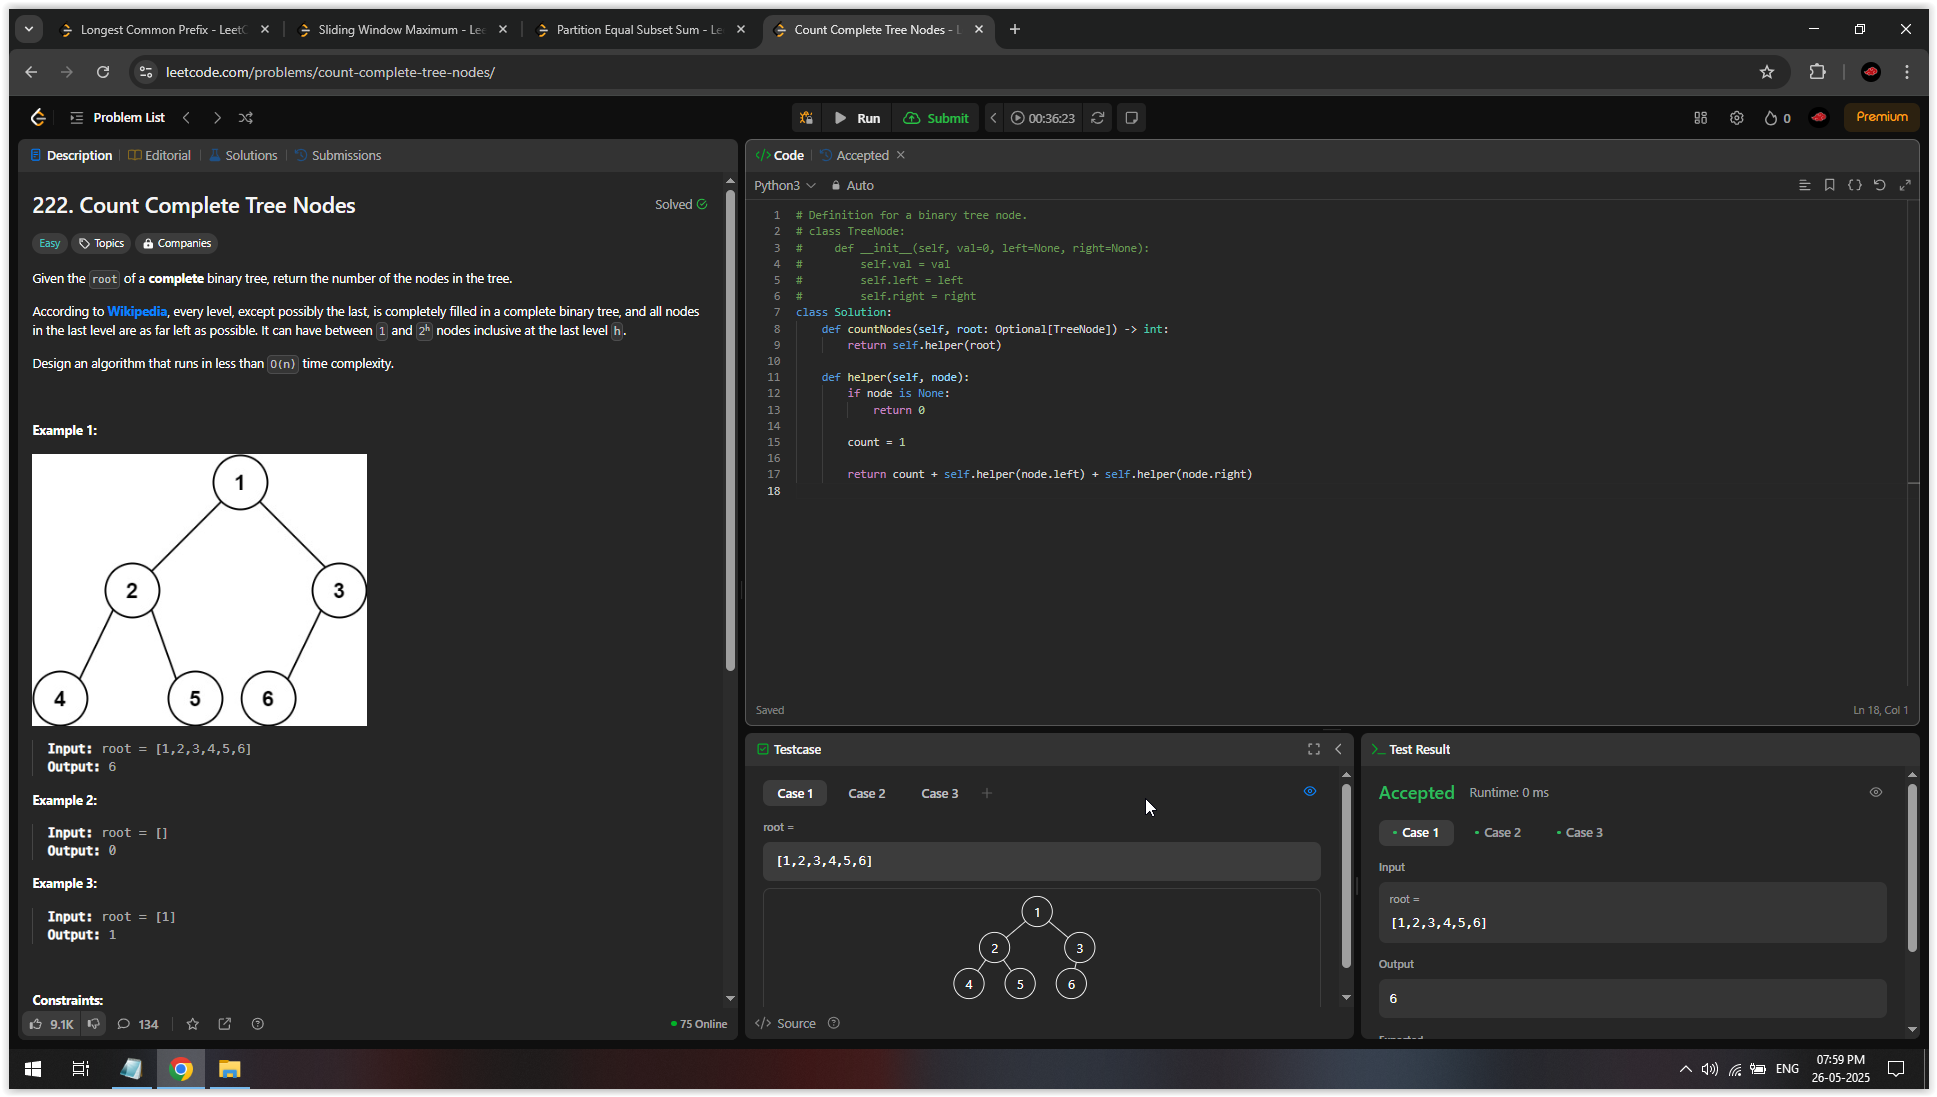 Longest Common Prefix - LeetC
Sliding Window Maximum - Lee
Partition Equal Subset Sum - Le
Count Complete Tree Nodes - L
leetcode.com/problems/count-complete-tree-nodes/
Problem List
Run
Submit
00:36:23
0
Premium
Description
Editorial
Solutions
Submissions
222. Count Complete Tree Nodes
Solved
Easy
Topics
Companies
Given the root of a complete binary tree, return the number of the nodes in the tree.
According to Wikipedia, every level, except possibly the last, is completely filled in a complete binary tree, and all nodes
in the last level are as far left as possible. It can have between 1 and 2h nodes inclusive at the last level h.
Design an algorithm that runs in less than O(n) time complexity.
Example 1:
1
2
3
4
5
6
Input: root = [1,2,3,4,5,6]
Output: 6
Example 2:
Input: root = []
Output: 0
Example 3:
Input: root = [1]
Output: 1
Constraints:
9.1K
134
75 Online
</> Code
Accepted
Python3
Auto
1 # Definition for a binary tree node.
2 # class TreeNode:
3 #     def __init__(self, val=0, left=None, right=None):
4 #         self.val = val
5 #         self.left = left
6 #         self.right = right
7 class Solution:
8     def countNodes(self, root: Optional[TreeNode]) -> int:
9         return self.helper(root)
10
11     def helper(self, node):
12         if node is None:
13             return 0
14
15         count = 1
16
17         return count + self.helper(node.left) + self.helper(node.right)
18
Saved
Ln 18, Col 1
Testcase
Case 1
Case 2
Case 3
+
root =
[1,2,3,4,5,6]
1
2
3
4
5
6
</> Source
>_ Test Result
Accepted
Runtime: 0 ms
Case 1
Case 2
Case 3
Input
root =
[1,2,3,4,5,6]
Output
6
Expected
ENG
07:59 PM
26-05-2025